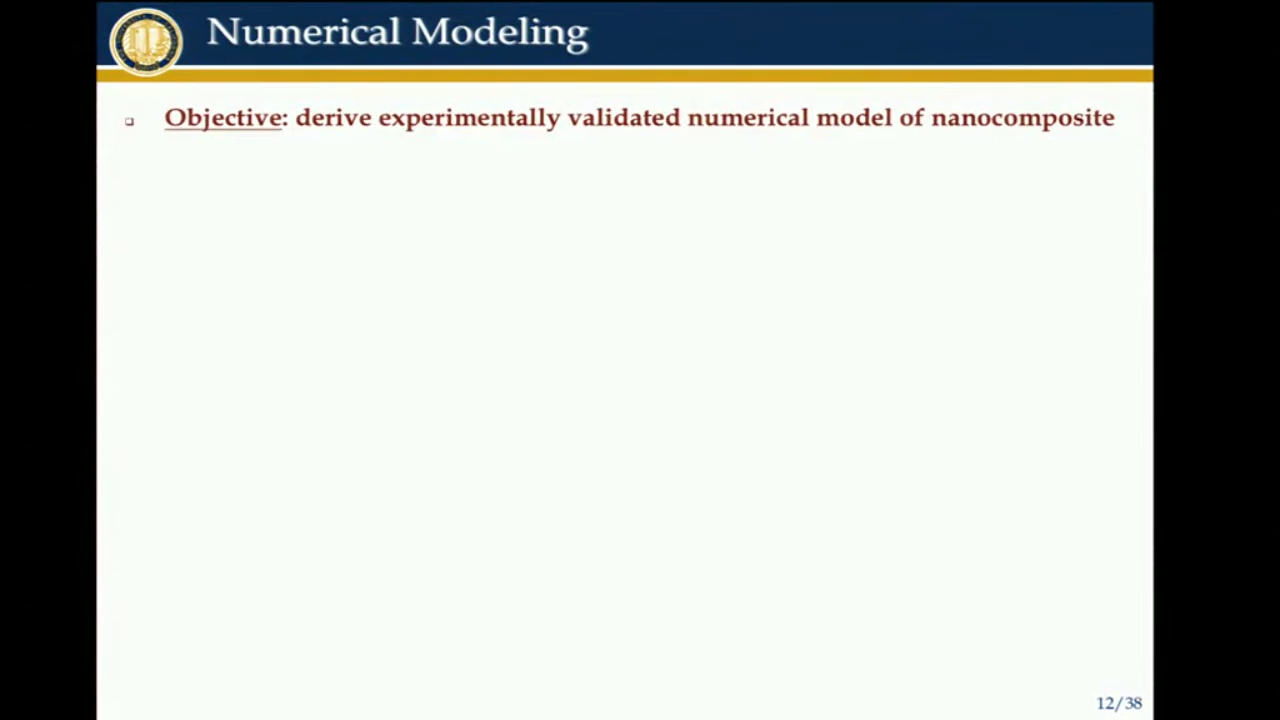 Numerical Modeling
Objective: derive experimentally validated numerical model of nanocomposite
12/38